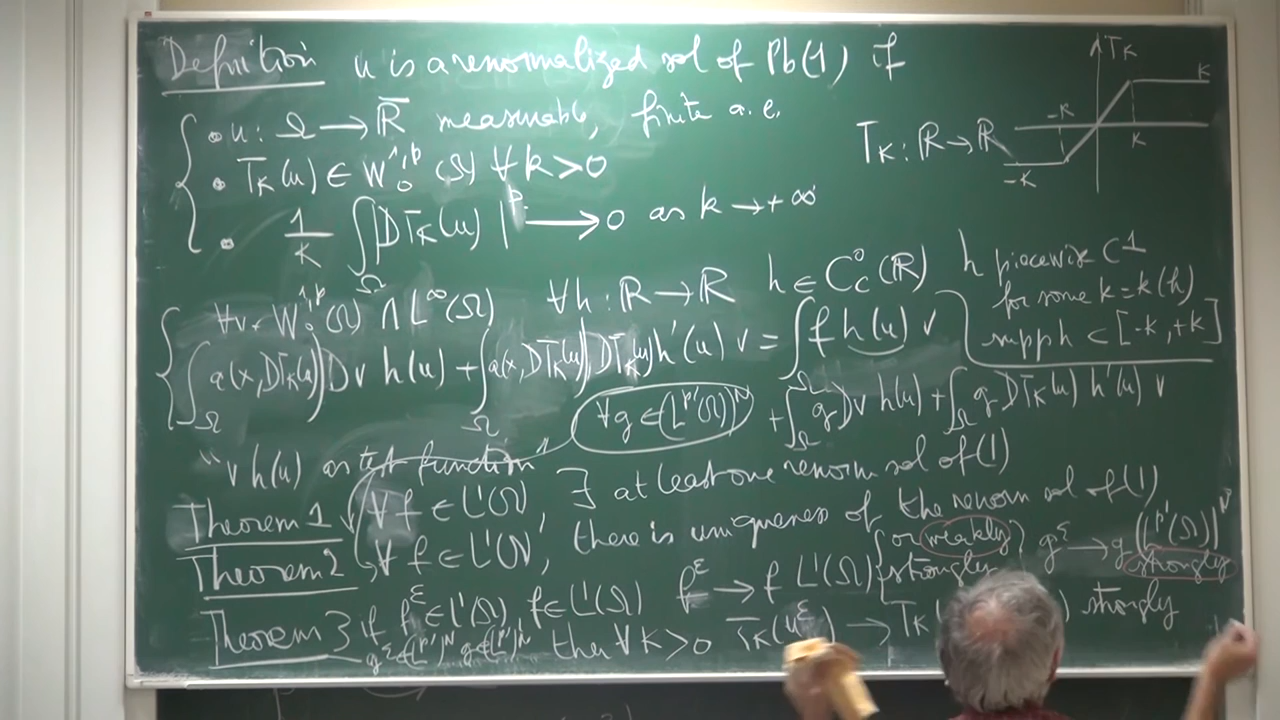 Definition u is a renormalized sol of Pb(1) if
• u: Ω → R̄ measurable, finite a.e.
• T_K(u) ∈ W_0^{1,p}(Ω) ∀ k>0
• 1/K ∫_Ω |DT_K(u)|^p → 0 as k → +∞
T_K : R → R
T_K
K
-K
K
-K
∀v ∈ W_0^{1,p}(Ω) ∩ L^∞(Ω) ∀h: R → R h ∈ C_c^0(R) h piecewise C^1
for some k = k(h)
supp h ⊂ [-k, +k]
∫_Ω a(x, DT_K(u)) Dv h(u) + ∫_Ω a(x, DT_K(u)) DT_K(u) h'(u) v = ∫_Ω f h(u) v
∀g ∈ (L^{p'}(Ω))^N + ∫_Ω g Dv h(u) + ∫_Ω g DT_K(u) h'(u) v
"v h(u) as test function"
Theorem 1 ∀ f ∈ L^1(Ω), ∃ at least one renorm sol of (1)
Theorem 2 ∀ f ∈ L^1(Ω), there is uniqueness of the renorm sol of (1)
Theorem 3 if f^ε ∈ L^1(Ω), f ∈ L^1(Ω) f^ε → f L^1(Ω) { or weakly strongly } g^ε → g (L^{p'}(Ω))^N strongly
g^ε ∈ (L^{p'})^N g ∈ (L^{p'})^N then ∀ K>0 T_K(u^ε) → T_K( ) strongly